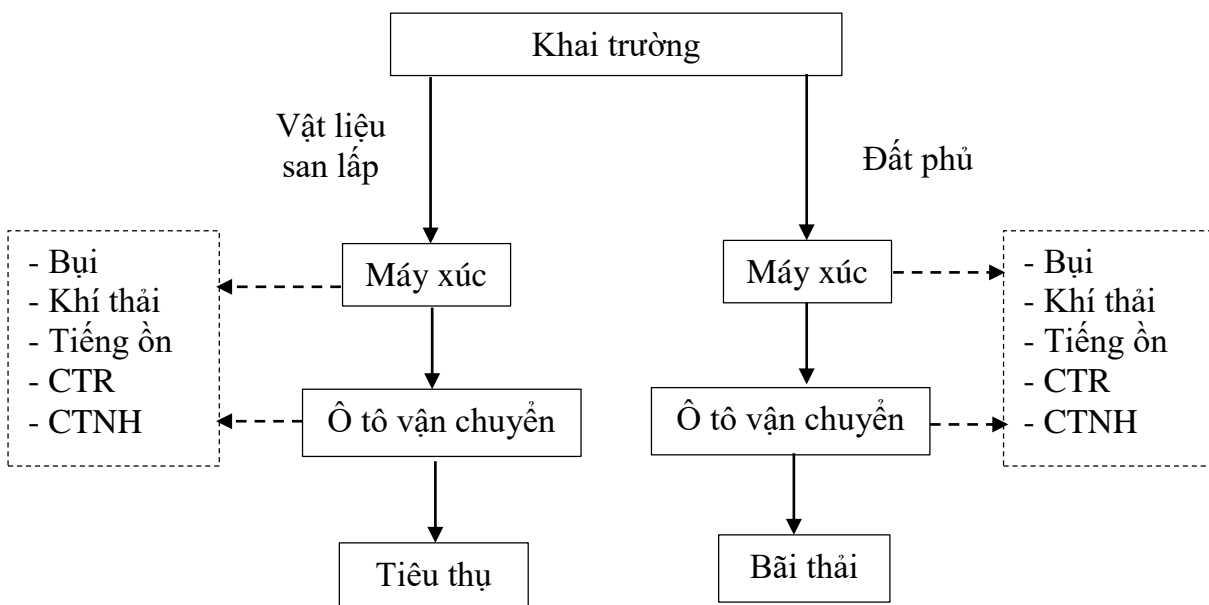 Khai trường
Vật liệu
san lấp
Đất phủ
- Bụi
- Khí thải
- Tiếng ồn
- CTR
- CTNH
Máy xúc
Máy xúc
- Bụi
- Khí thải
- Tiếng ồn
- CTR
- CTNH
Ô tô vận chuyển
Ô tô vận chuyển
Tiêu thụ
Bãi thải